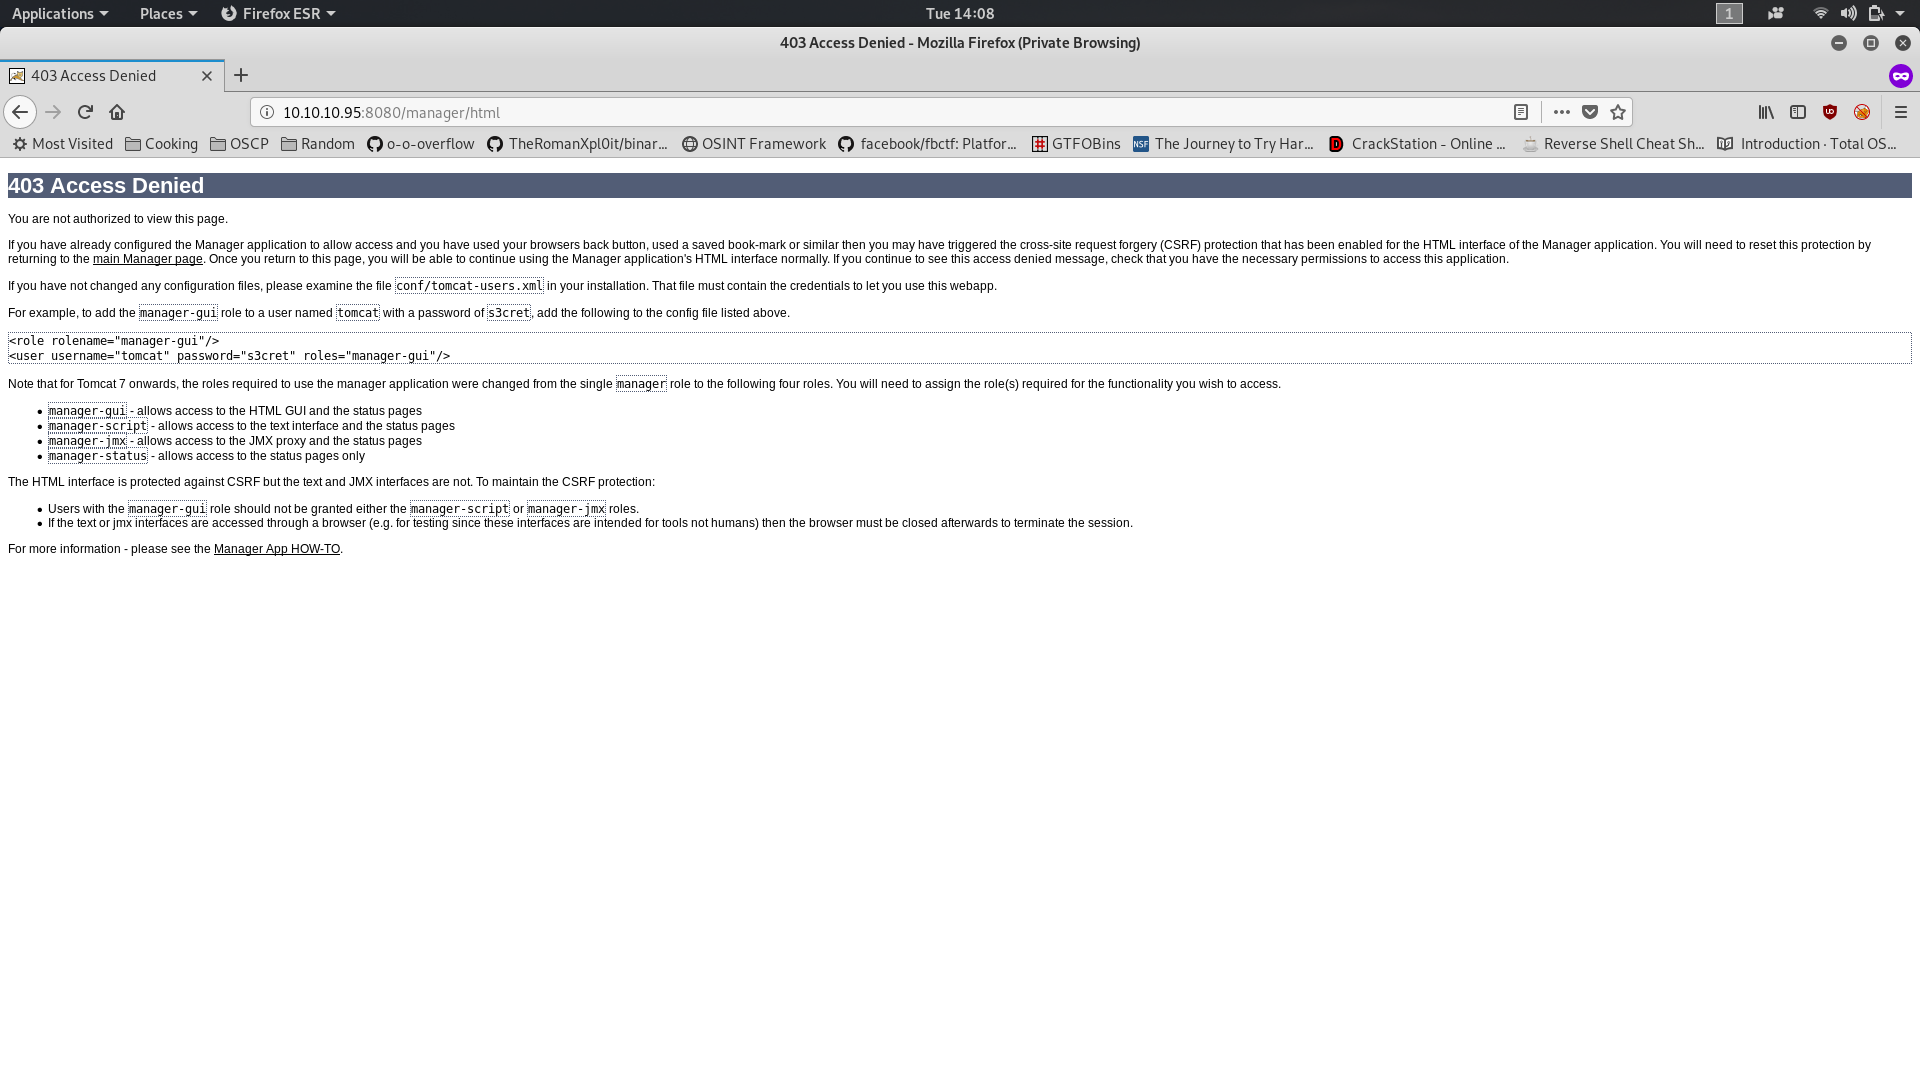 Applications Places Firefox ESR Tue 14:08 1
403 Access Denied - Mozilla Firefox (Private Browsing)
403 Access Denied
10.10.10.95:8080/manager/html
Most Visited Cooking OSCP Random o-o-overflow TheRomanXpl0it/binar... OSINT Framework facebook/fbctf: Platfor... GTFOBins NSF The Journey to Try Har... D CrackStation - Online ... Reverse Shell Cheat Sh... Introduction · Total OS...
403 Access Denied
You are not authorized to view this page.
If you have already configured the Manager application to allow access and you have used your browsers back button, used a saved book-mark or similar then you may have triggered the cross-site request forgery (CSRF) protection that has been enabled for the HTML interface of the Manager application. You will need to reset this protection by
returning to the main Manager page. Once you return to this page, you will be able to continue using the Manager application's HTML interface normally. If you continue to see this access denied message, check that you have the necessary permissions to access this application.
If you have not changed any configuration files, please examine the file conf/tomcat-users.xml in your installation. That file must contain the credentials to let you use this webapp.
For example, to add the manager-gui role to a user named tomcat with a password of s3cret, add the following to the config file listed above.
<role rolename="manager-gui"/>
<user username="tomcat" password="s3cret" roles="manager-gui"/>
Note that for Tomcat 7 onwards, the roles required to use the manager application were changed from the single manager role to the following four roles. You will need to assign the role(s) required for the functionality you wish to access.
• manager-gui - allows access to the HTML GUI and the status pages
• manager-script - allows access to the text interface and the status pages
• manager-jmx - allows access to the JMX proxy and the status pages
• manager-status - allows access to the status pages only
The HTML interface is protected against CSRF but the text and JMX interfaces are not. To maintain the CSRF protection:
• Users with the manager-gui role should not be granted either the manager-script or manager-jmx roles.
• If the text or jmx interfaces are accessed through a browser (e.g. for testing since these interfaces are intended for tools not humans) then the browser must be closed afterwards to terminate the session.
For more information - please see the Manager App HOW-TO.